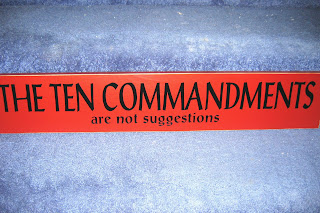 THE TEN COMMANDMENTS
are not suggestions